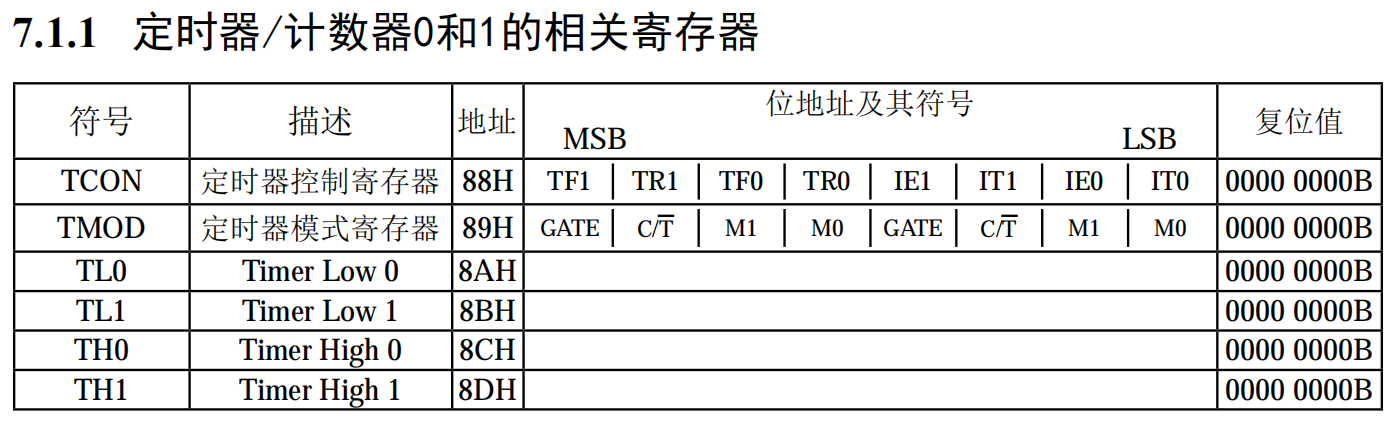 7.1.1 定时器/计数器0和1的相关寄存器
符号 描述 地址 位地址及其符号 MSB LSB 复位值
TCON 定时器控制寄存器 88H TF1 TR1 TF0 TR0 IE1 IT1 IE0 IT0 0000 0000B
TMOD 定时器模式寄存器 89H GATE C/T̅ M1 M0 GATE C/T̅ M1 M0 0000 0000B
TL0 Timer Low 0 8AH 0000 0000B
TL1 Timer Low 1 8BH 0000 0000B
TH0 Timer High 0 8CH 0000 0000B
TH1 Timer High 1 8DH 0000 0000B